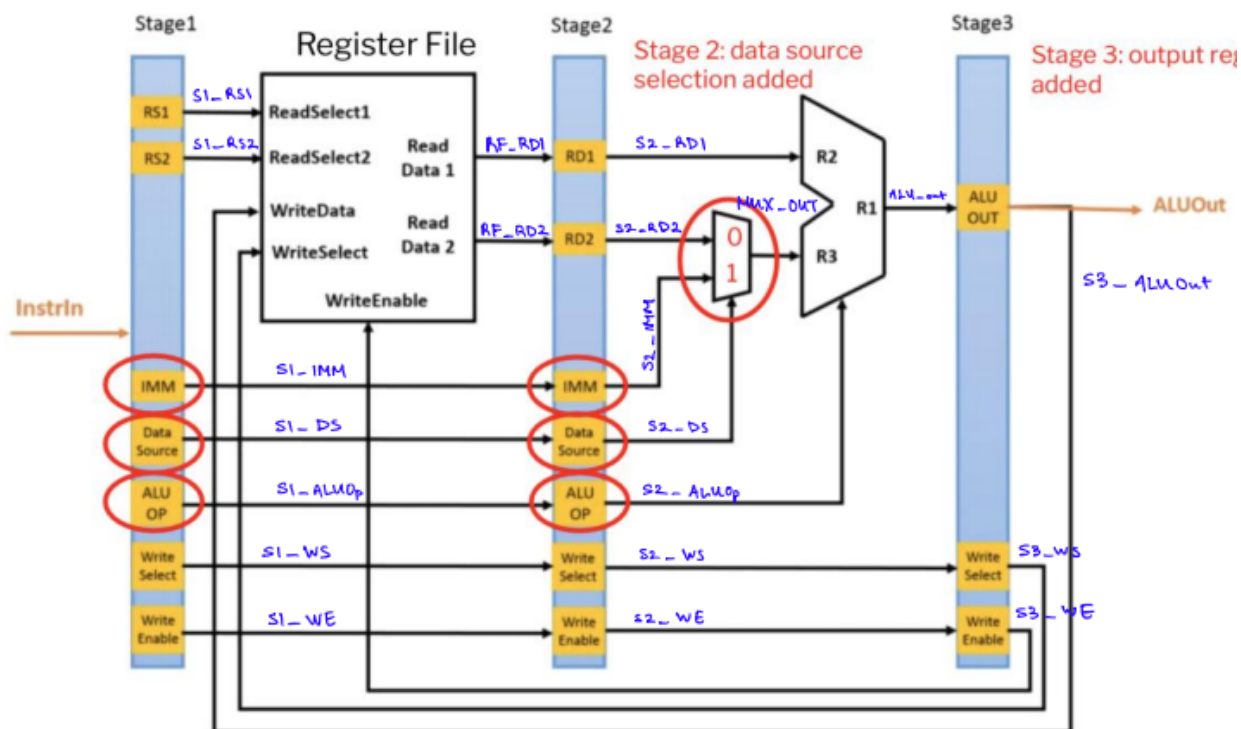 Stage1
Register File
Stage2
Stage 2: data source
selection added
Stage3
Stage 3: output reg
added
RS1
S1_RS1
ReadSelect1
RS2
S1_RS2
ReadSelect2
Read
Data 1
RF_RD1
RD1
S2_RD1
R2
WriteData
WriteSelect
Read
Data 2
RF_RD2
RD2
S2_RD2
MUX_OUT
0
1
R3
R1
ALU_out
ALU
OUT
ALUOut
S3_ALUOut
WriteEnable
InstrIn
IMM
S1_IMM
IMM
S2_IMM
Data
Source
S1_DS
Data
Source
S2_DS
ALU
OP
S1_ALUOp
ALU
OP
S2_ALUOp
Write
Select
S1_WS
Write
Select
S2_WS
Write
Select
S3_WS
Write
Enable
S1_WE
Write
Enable
S2_WE
Write
Enable
S3_WE